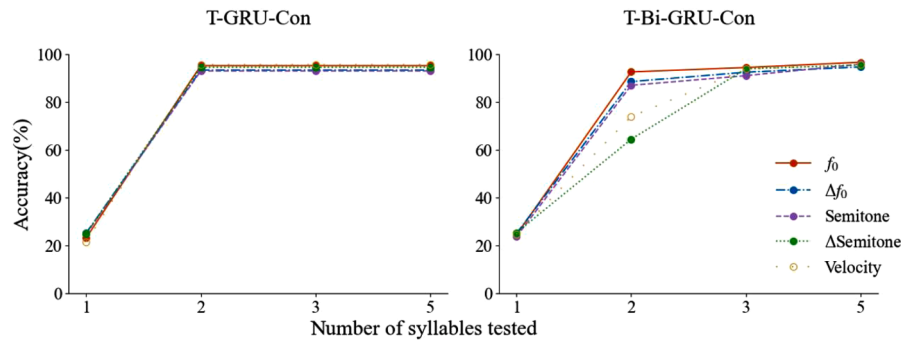 T-GRU-Con
T-Bi-GRU-Con
Accuracy(%)
100
80
60
40
20
0
1
2
3
5
100
80
60
40
20
0
1
2
3
5
f₀
Δf₀
Semitone
ΔSemitone
Velocity
Number of syllables tested